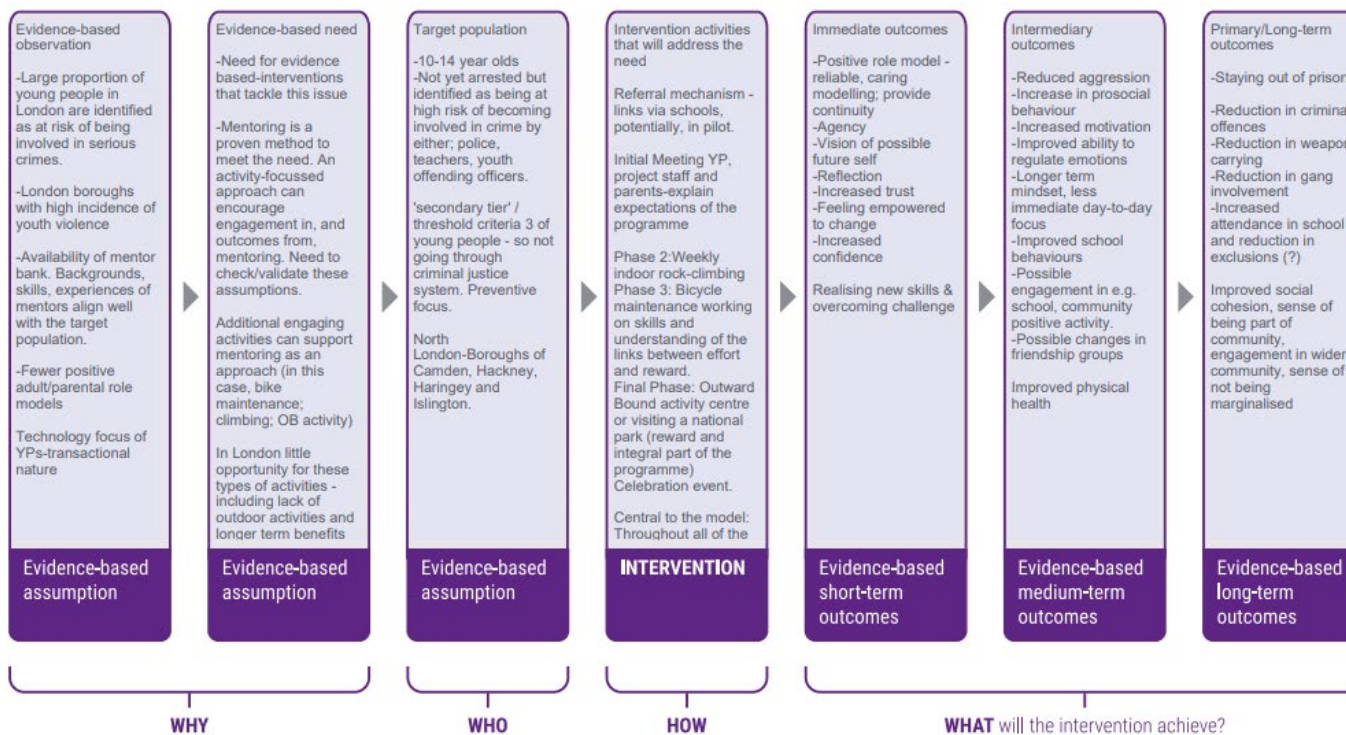 Evidence-based
observation
-Large proportion of
young people in
London are identified
as at risk of being
involved in serious
crimes.
-London boroughs
with high incidence of
youth violence
-Availability of mentor
bank. Backgrounds,
skills, experiences of
mentors align well
with the target
population.
-Fewer positive
adult/parental role
models
Technology focus of
YPs-transactional
nature
Evidence-based
assumption
Evidence-based need
-Need for evidence
based-interventions
that tackle this issue
-Mentoring is a
proven method to
meet the need. An
activity-focussed
approach can
encourage
engagement in, and
outcomes from,
mentoring. Need to
check/validate these
assumptions.
Additional engaging
activities can support
mentoring as an
approach (in this
case, bike
maintenance;
climbing; OB activity)
In London little
opportunity for these
types of activities -
including lack of
outdoor activities and
longer term benefits
Evidence-based
assumption
Target population
-10-14 year olds
-Not yet arrested but
identified as being at
high risk of becoming
involved in crime by
either; police,
teachers, youth
offending officers.
'secondary tier' /
threshold criteria 3 of
young people - so not
going through
criminal justice
system. Preventive
focus.
North
London-Boroughs of
Camden, Hackney,
Haringey and
Islington.
Evidence-based
assumption
Intervention activities
that will address the
need
Referral mechanism -
links via schools,
potentially, in pilot.
Initial Meeting YP,
project staff and
parents-explain
expectations of the
programme
Phase 2:Weekly
indoor rock-climbing
Phase 3: Bicycle
maintenance working
on skills and
understanding of the
links between effort
and reward.
Final Phase: Outward
Bound activity centre
or visiting a national
park (reward and
integral part of the
programme)
Celebration event.
Central to the model:
Throughout all of the
INTERVENTION
Immediate outcomes
-Positive role model -
reliable, caring
modelling; provide
continuity
-Agency
-Vision of possible
future self
-Reflection
-Increased trust
-Feeling empowered
to change
-Increased
confidence
Realising new skills &
overcoming challenge
Evidence-based
short-term
outcomes
Intermediary
outcomes
-Reduced aggression
-Increase in prosocial
behaviour
-Increased motivation
-Improved ability to
regulate emotions
-Longer term
mindset, less
immediate day-to-day
focus
-Improved school
behaviours
-Possible
engagement in e.g.
school, community
positive activity.
-Possible changes in
friendship groups
Improved physical
health
Evidence-based
medium-term
outcomes
Primary/Long-term
outcomes
-Staying out of prison
-Reduction in crimina
offences
-Reduction in weapon
carrying
-Reduction in gang
involvement
-Increased
attendance in school
and reduction in
exclusions (?)
Improved social
cohesion, sense of
being part of
community,
engagement in wider
community, sense of
not being
marginalised
Evidence-based
long-term
outcomes
WHY
WHO
HOW
WHAT will the intervention achieve?